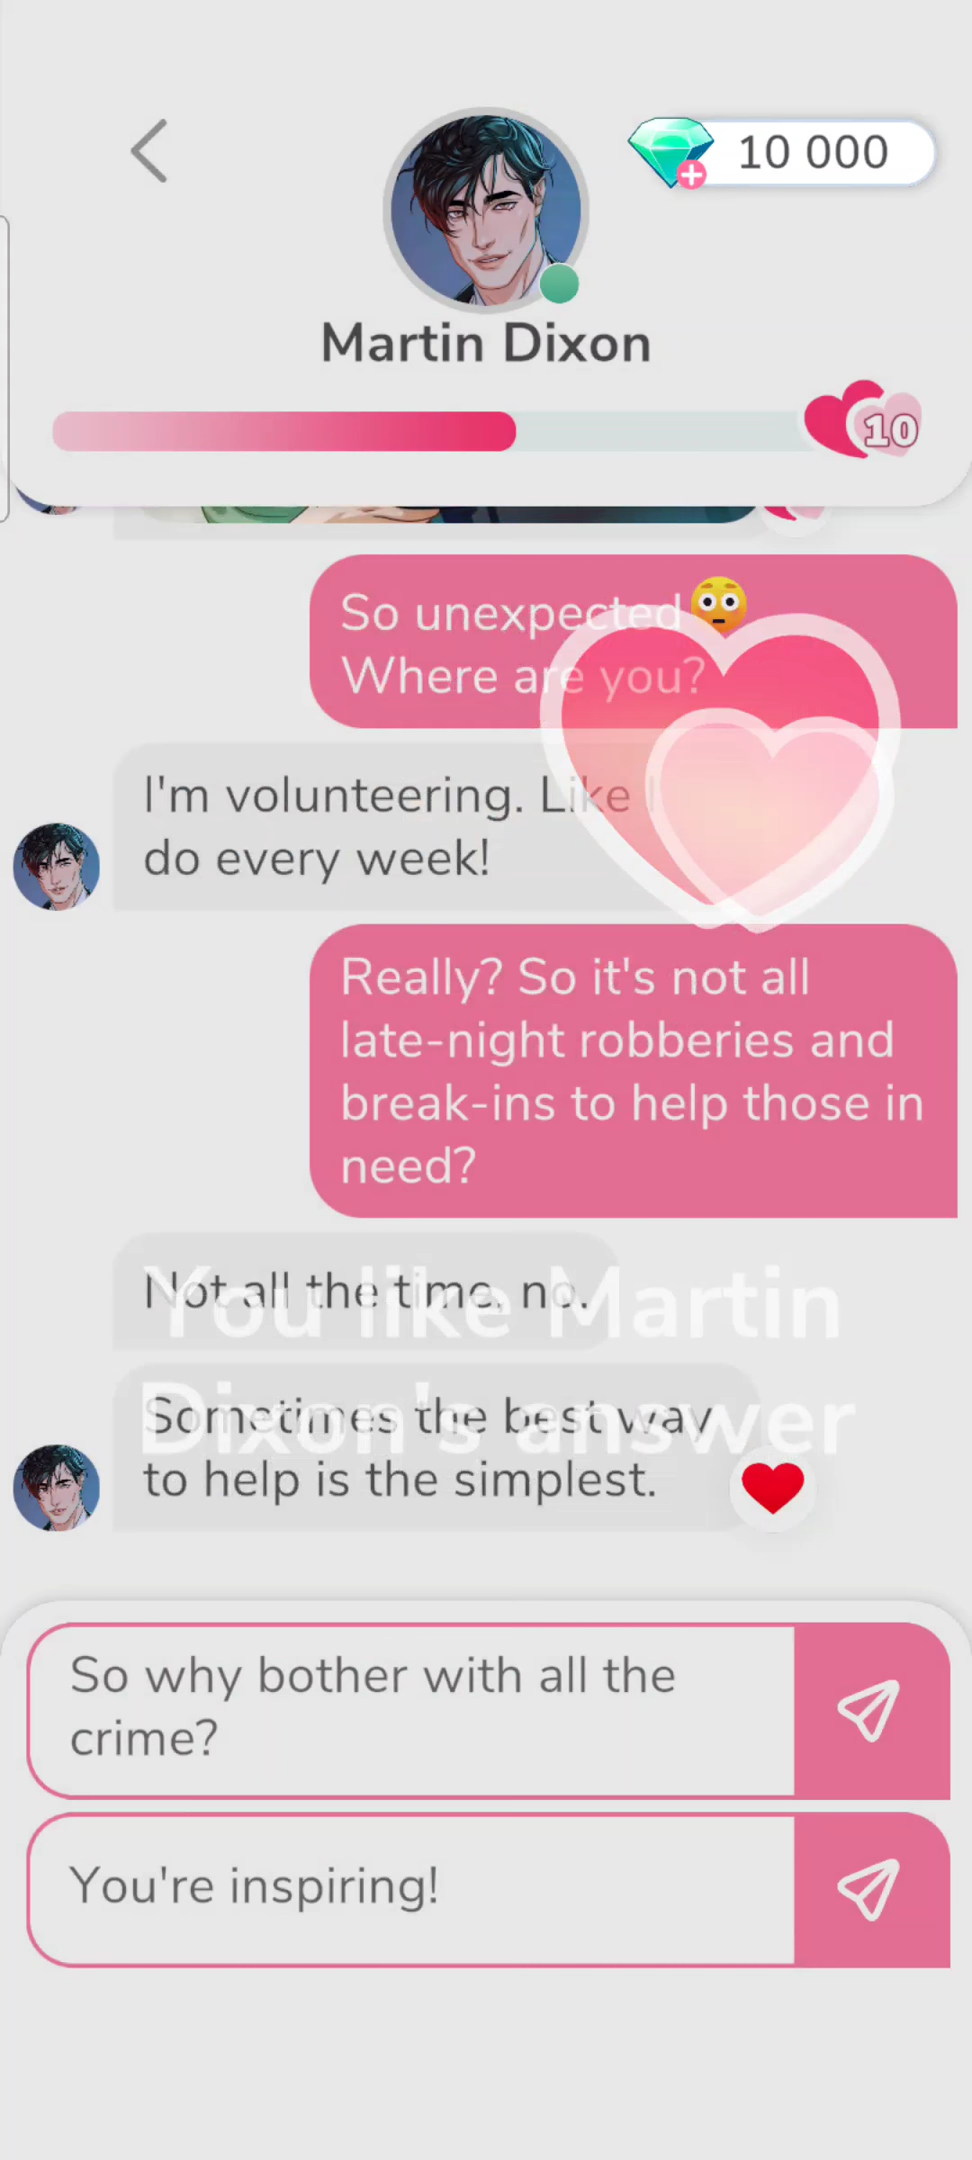 10 000
Martin Dixon
10
So unexpected😳
Where are you?
I'm volunteering. Like I
do every week!
Really? So it's not all
late-night robberies and
break-ins to help those in
need?
Not all the time, no.
You like Martin
Dixon's answer
Sometimes the best way
to help is the simplest.
So why bother with all the
crime?
You're inspiring!